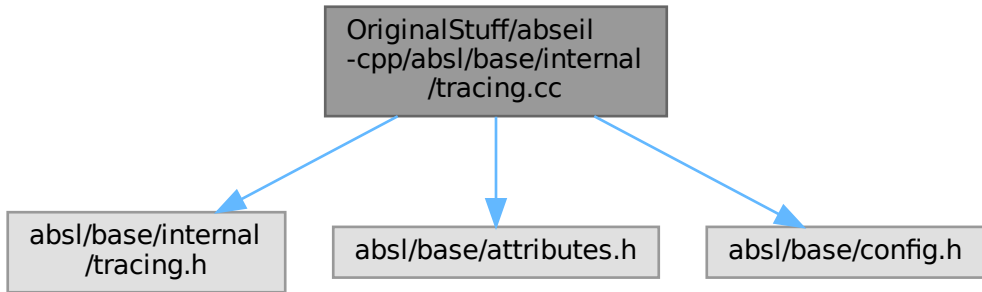 OriginalStuff/abseil
-cpp/absl/base/internal
/tracing.cc
absl/base/internal
/tracing.h
absl/base/attributes.h
absl/base/config.h